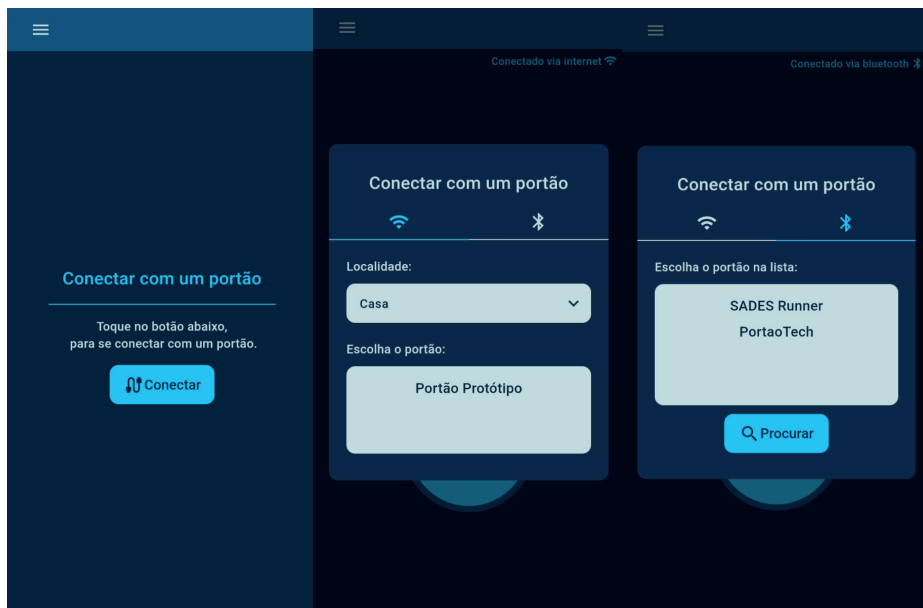 Conectar com um portão
Toque no botão abaixo,
para se conectar com um portão.
Conectar
Conectado via internet
Conectar com um portão
Localidade:
Casa
Escolha o portão:
Portão Protótipo
Conectado via bluetooth
Conectar com um portão
Escolha o portão na lista:
SADES Runner
PortaoTech
Procurar